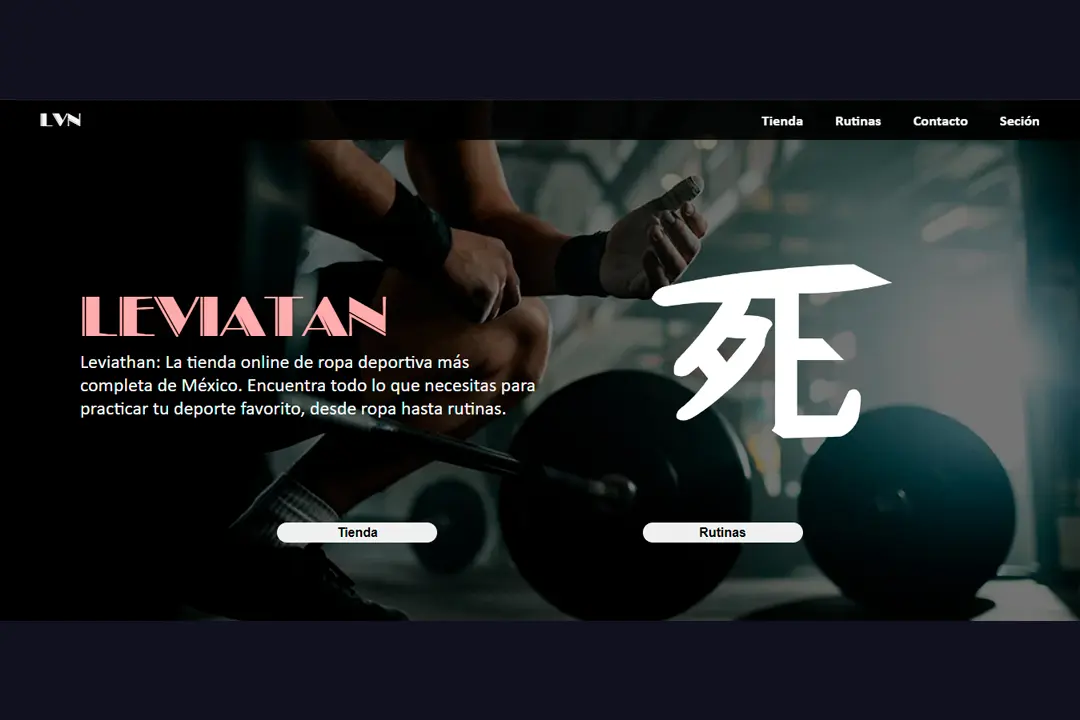 LVN
Tienda
Rutinas
Contacto
Seción
LEVIATAN
Leviathan: La tienda online de ropa deportiva más
completa de México. Encuentra todo lo que necesitas para
practicar tu deporte favorito, desde ropa hasta rutinas.
死
Tienda
Rutinas